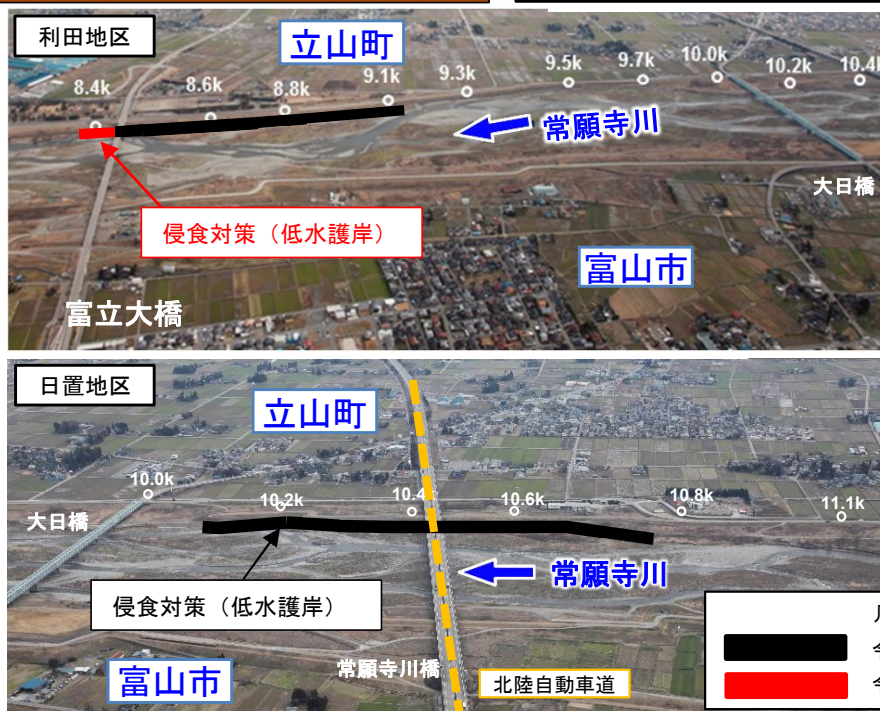 利田地区
立山町
8.4k
8.6k
8.8k
9.1k
9.3k
9.5k
9.7k
10.0k
10.2k
10.4k
常願寺川
大日橋
侵食対策（低水護岸）
富山市
富立大橋
日置地区
立山町
10.0k
10.2k
10.4
10.6k
10.8k
11.1k
大日橋
常願寺川
侵食対策（低水護岸）
富山市
常願寺川橋
北陸自動車道